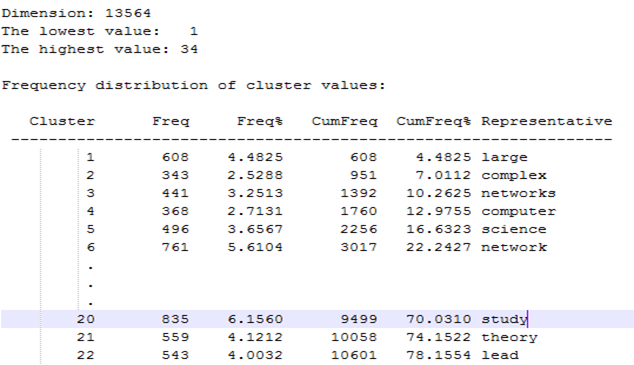 Dimension: 13564
The lowest value:   1
The highest value: 34
Frequency distribution of cluster values:
Cluster Freq Freq% CumFreq CumFreq% Representative
---------------------------------------------------------------
1 608 4.4825 608 4.4825 large
2 343 2.5288 951 7.0112 complex
3 441 3.2513 1392 10.2625 networks
4 368 2.7131 1760 12.9755 computer
5 496 3.6567 2256 16.6323 science
6 761 5.6104 3017 22.2427 network
.
.
.
20 835 6.1560 9499 70.0310 study
21 559 4.1212 10058 74.1522 theory
22 543 4.0032 10601 78.1554 lead